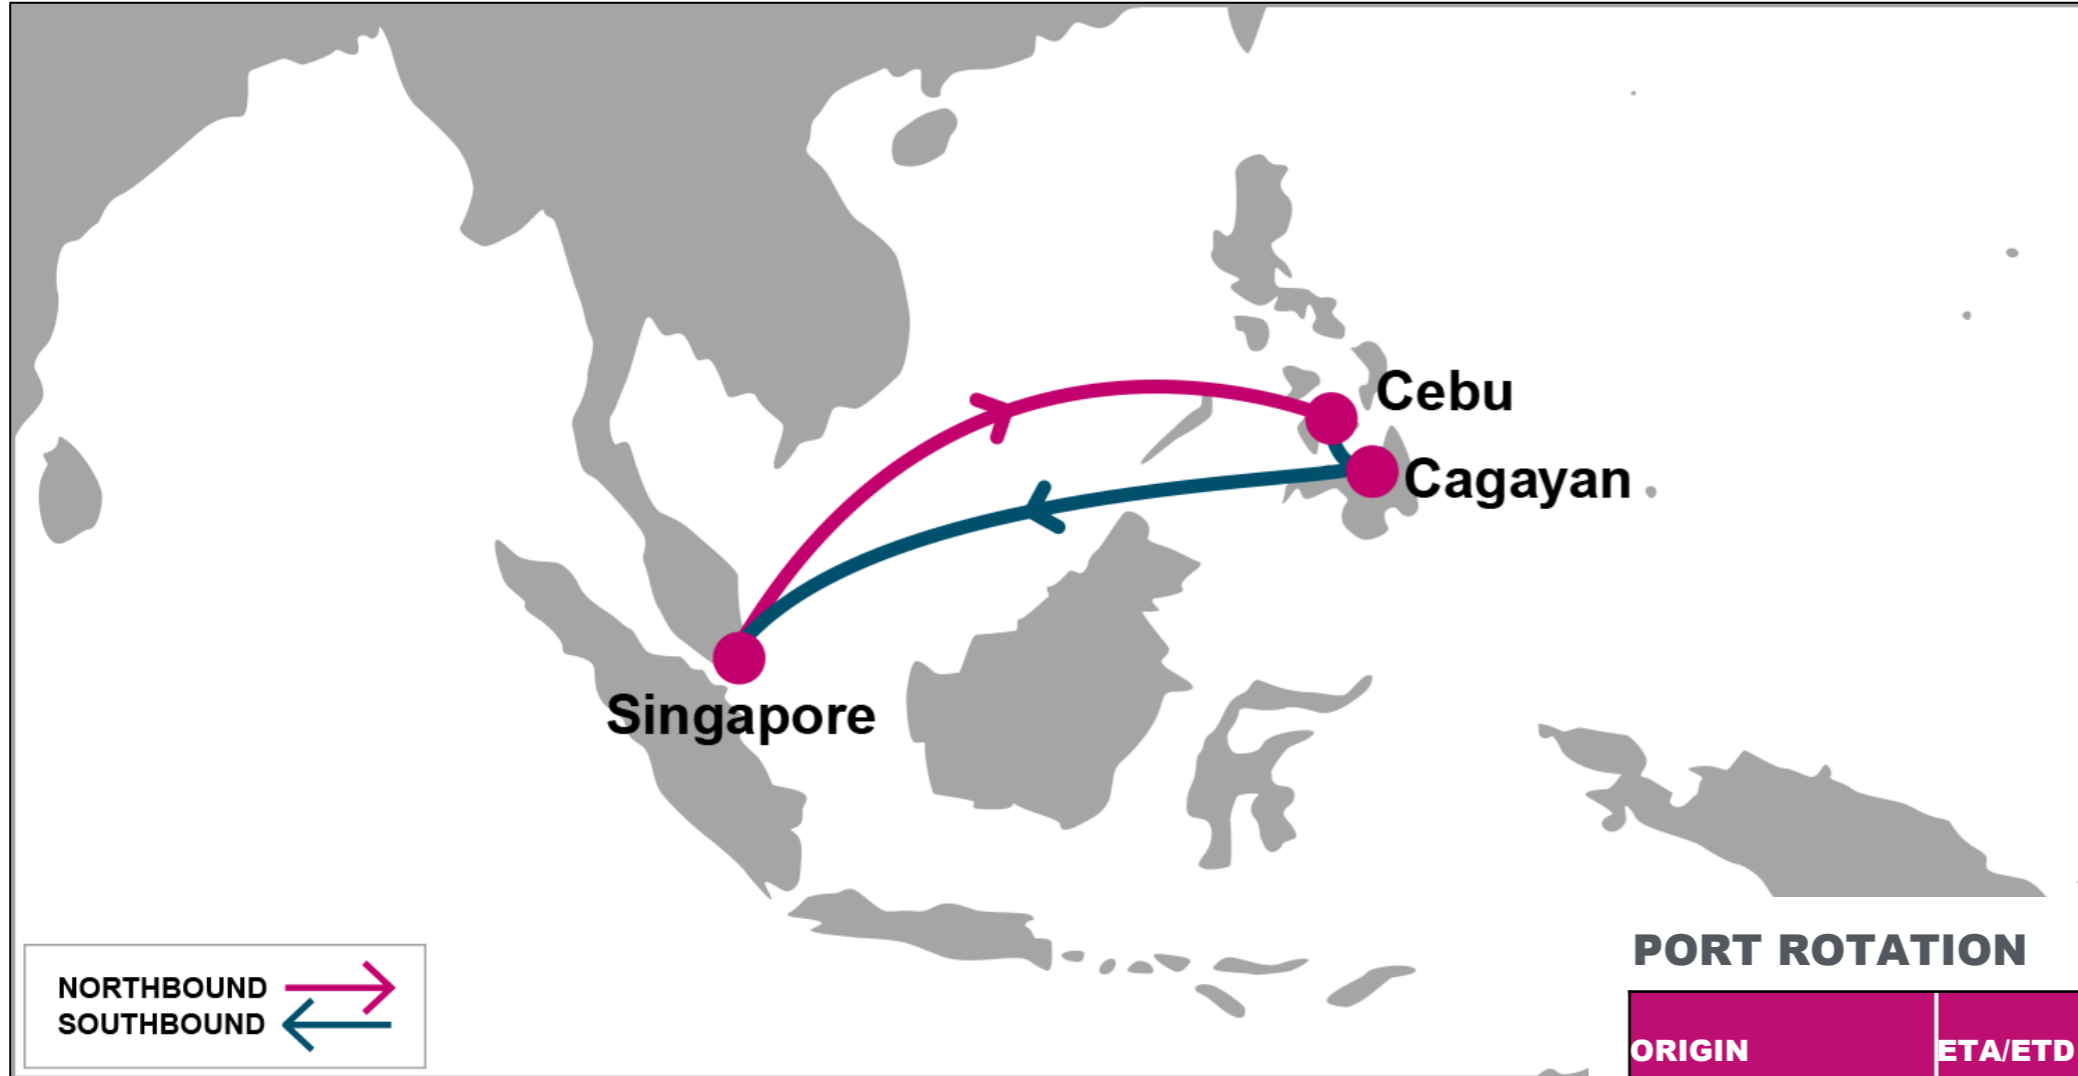 Cebu
Cagayan
Singapore
NORTHBOUND
SOUTHBOUND
PORT ROTATION
ORIGIN ETA/ETD